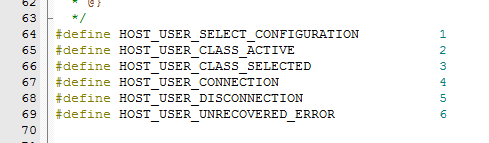 62 * @}
63 */
64 #define HOST_USER_SELECT_CONFIGURATION 1
65 #define HOST_USER_CLASS_ACTIVE 2
66 #define HOST_USER_CLASS_SELECTED 3
67 #define HOST_USER_CONNECTION 4
68 #define HOST_USER_DISCONNECTION 5
69 #define HOST_USER_UNRECOVERED_ERROR 6
70